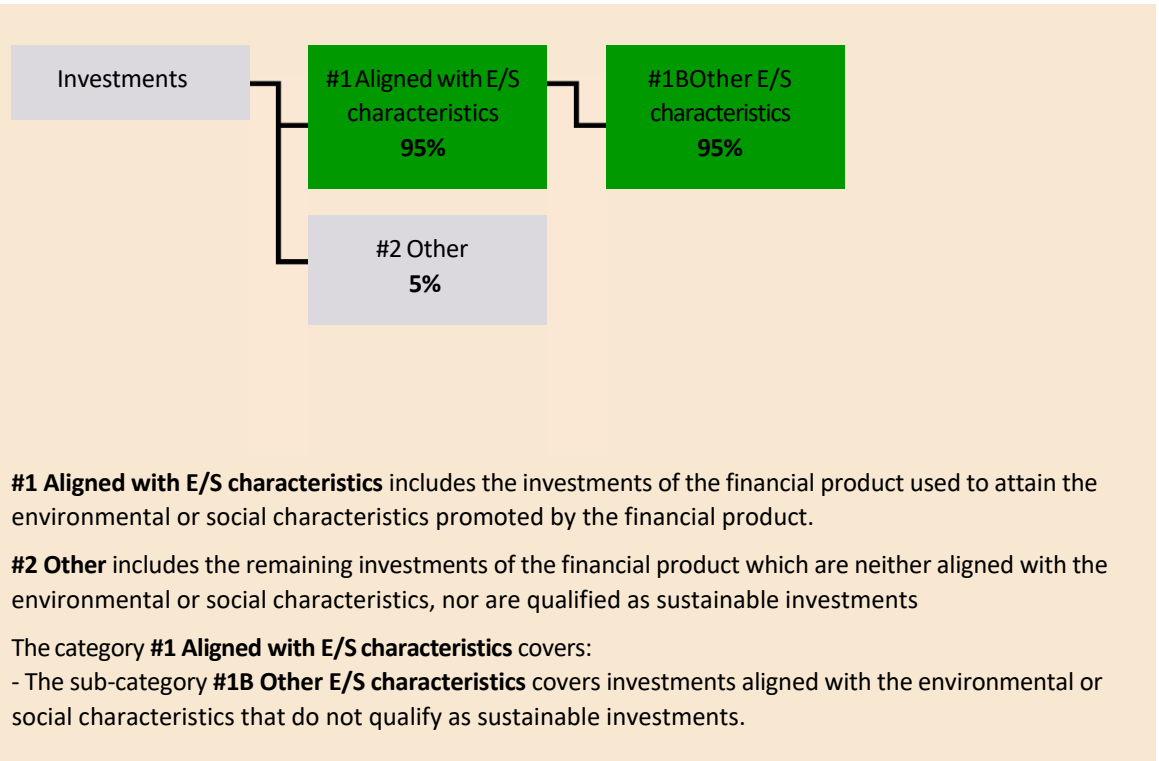 Investments
#1 Aligned with E/S
characteristics
95%
#1BOther E/S
characteristics
95%
#2 Other
5%
#1 Aligned with E/S characteristics includes the investments of the financial product used to attain the
environmental or social characteristics promoted by the financial product.
#2 Other includes the remaining investments of the financial product which are neither aligned with the
environmental or social characteristics, nor are qualified as sustainable investments
The category #1 Aligned with E/S characteristics covers:
- The sub-category #1B Other E/S characteristics covers investments aligned with the environmental or
social characteristics that do not qualify as sustainable investments.